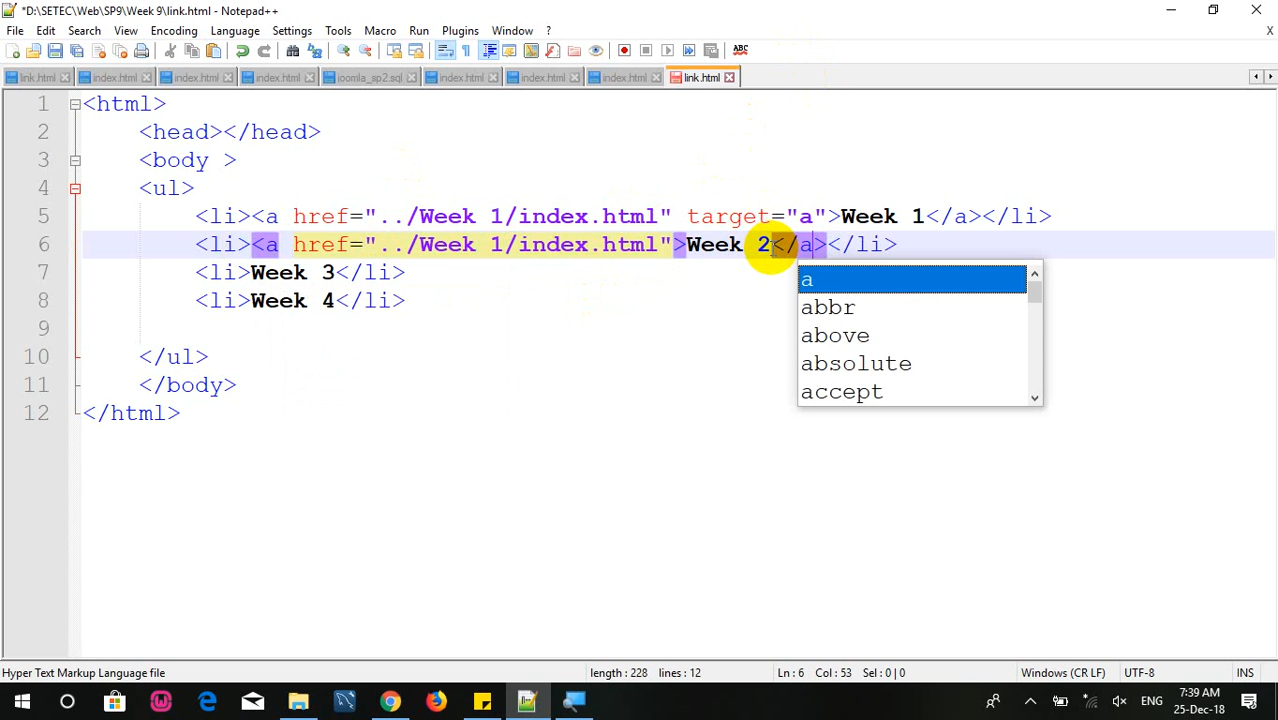 *D:\SETEC\Web\SP9\Week 9\link.html - Notepad++
File Edit Search View Encoding Language Settings Tools Macro Run Plugins Window ? X
ABC
link.html index.html index.html index.html joomla_sp2.sql index.html index.html index.html link.html
1 <html>
2 <head></head>
3 <body >
4 <ul>
5 <li><a href="../Week 1/index.html" target="a">Week 1</a></li>
6 <li><a href="../Week 1/index.html">Week 2</a></li>
7 <li>Week 3</li>
8 <li>Week 4</li>
9
10 </ul>
11 </body>
12 </html>
a
abbr
above
absolute
accept
Hyper Text Markup Language file length : 228 lines : 12 Ln : 6 Col : 53 Sel : 0 | 0 Windows (CR LF) UTF-8 INS
ENG 7:39 AM
25-Dec-18